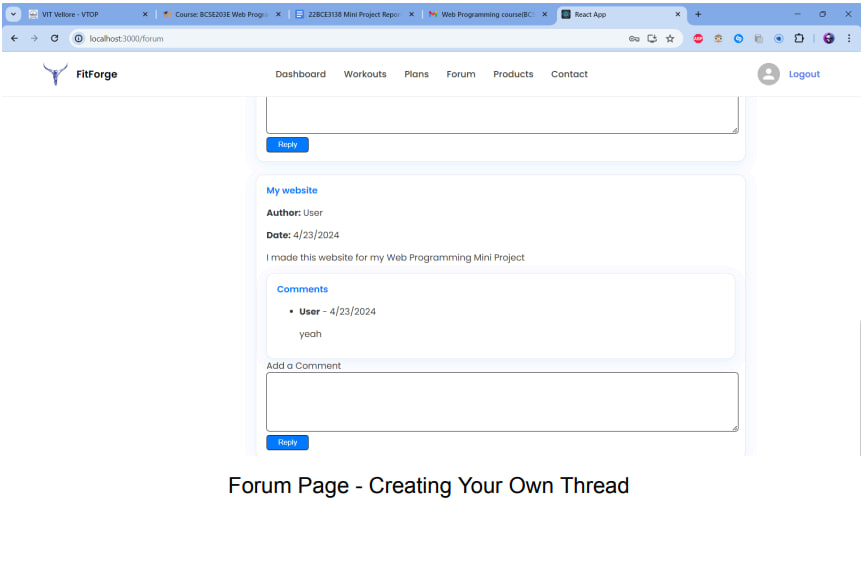 VIT Vellore - VTOP
Course: BCSE203E Web Progra
22BCE3138 Mini Project Repor
Web Programming course(BC
React App
localhost:3000/forum
ABP
FitForge
Dashboard Workouts Plans Forum Products Contact
Logout
Reply
My website
Author: User
Date: 4/23/2024
I made this website for my Web Programming Mini Project
Comments
• User - 4/23/2024
yeah
Add a Comment
Reply
Forum Page - Creating Your Own Thread